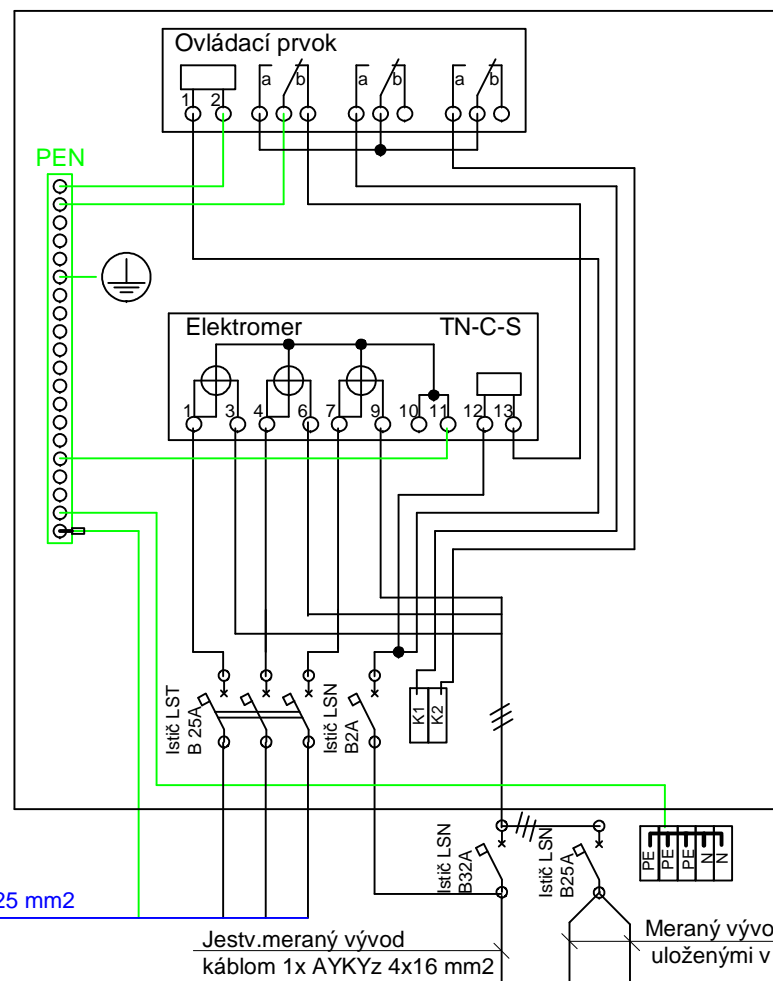 Ovládací prvok
a b a b a b
1 2
PEN
Elektromer TN-C-S
1 3 4 6 7 9 10 11 12 13
Istič LST
B 25A
Istič LSN
B2A
K1
K2
Istič LSN
B32A
Istič LSN
B25A
PE
PE
PE
N
N
25 mm2
Jestv.meraný vývod
káblom 1x AYKYz 4x16 mm2
Meraný vývo
uloženými v